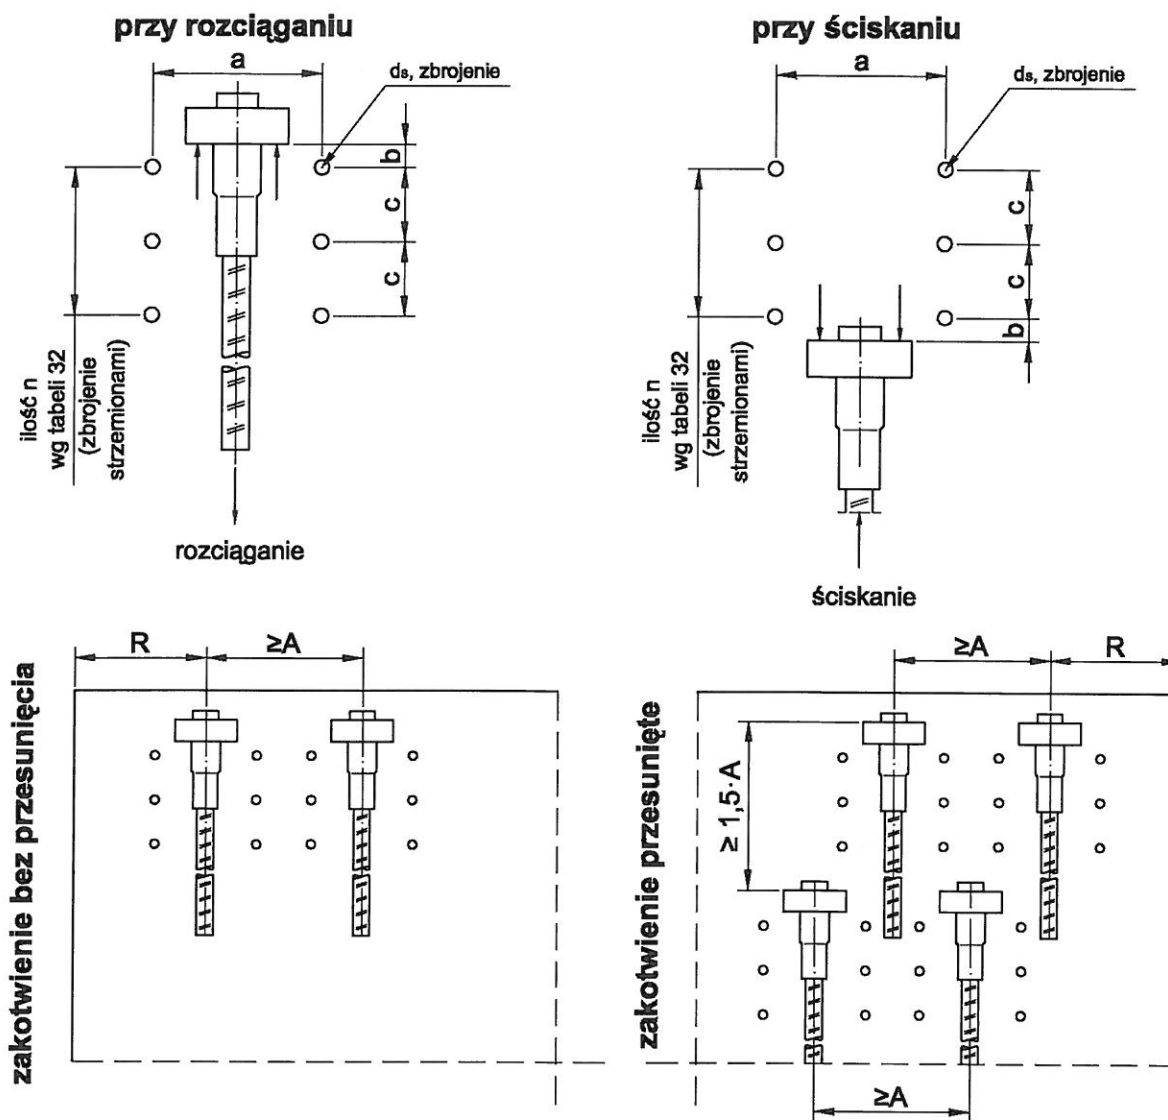 przy rozciąganiu
a
ds, zbrojenie
b
c
c
ilość n
wg tabeli 32
(zbrojenie
strzemionami)
rozciąganie
przy ściskaniu
a
ds, zbrojenie
c
c
b
ilość n
wg tabeli 32
(zbrojenie
strzemionami)
ściskanie
zakotwienie bez przesunięcia
R
≥A
zakotwienie przesunięte
≥A
R
≥ 1,5·A
≥A